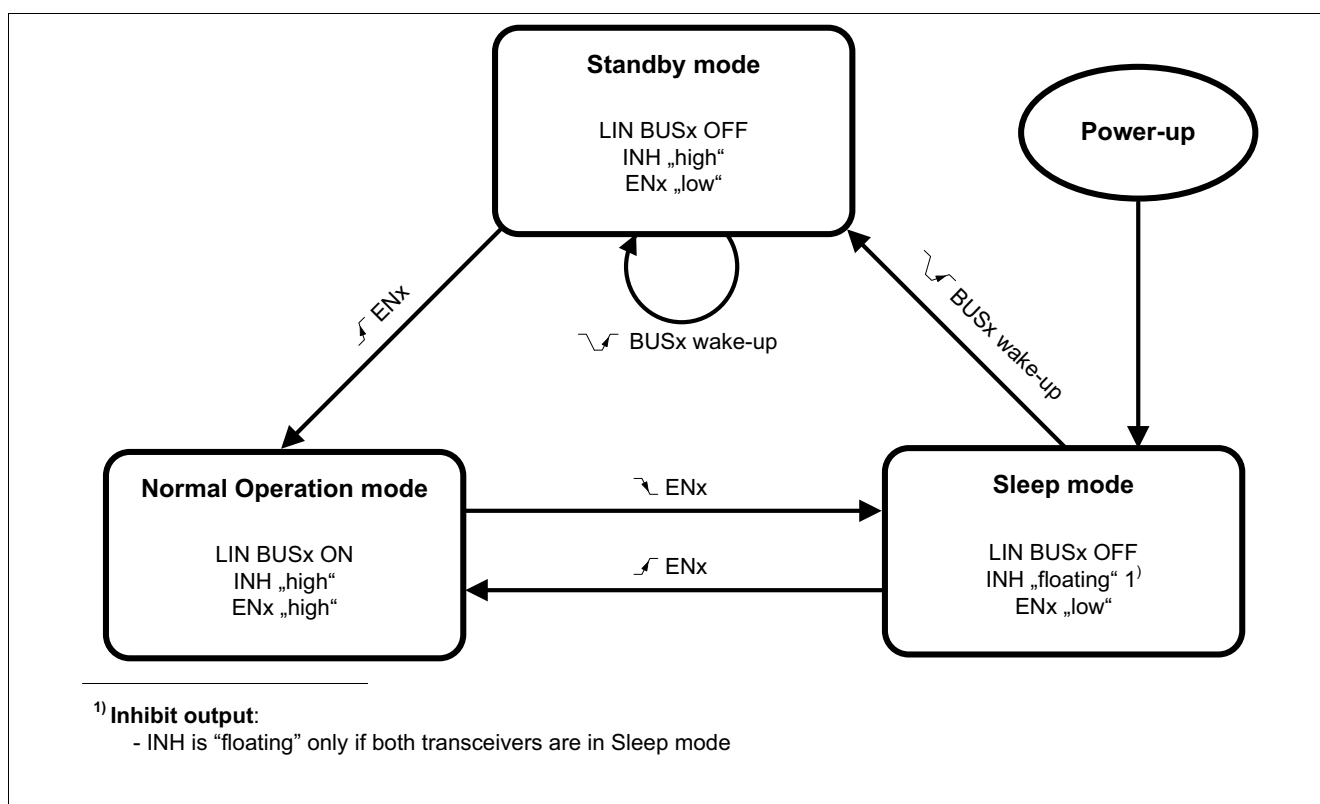 Standby mode
LIN BUSx OFF
INH „high“
ENx „low“
Power-up
ENx
BUSx wake-up
BUSx wake-up
Normal Operation mode
LIN BUSx ON
INH „high“
ENx „high“
ENx
ENx
Sleep mode
LIN BUSx OFF
INH „floating“ 1)
ENx „low“
1) Inhibit output:
- INH is “floating” only if both transceivers are in Sleep mode